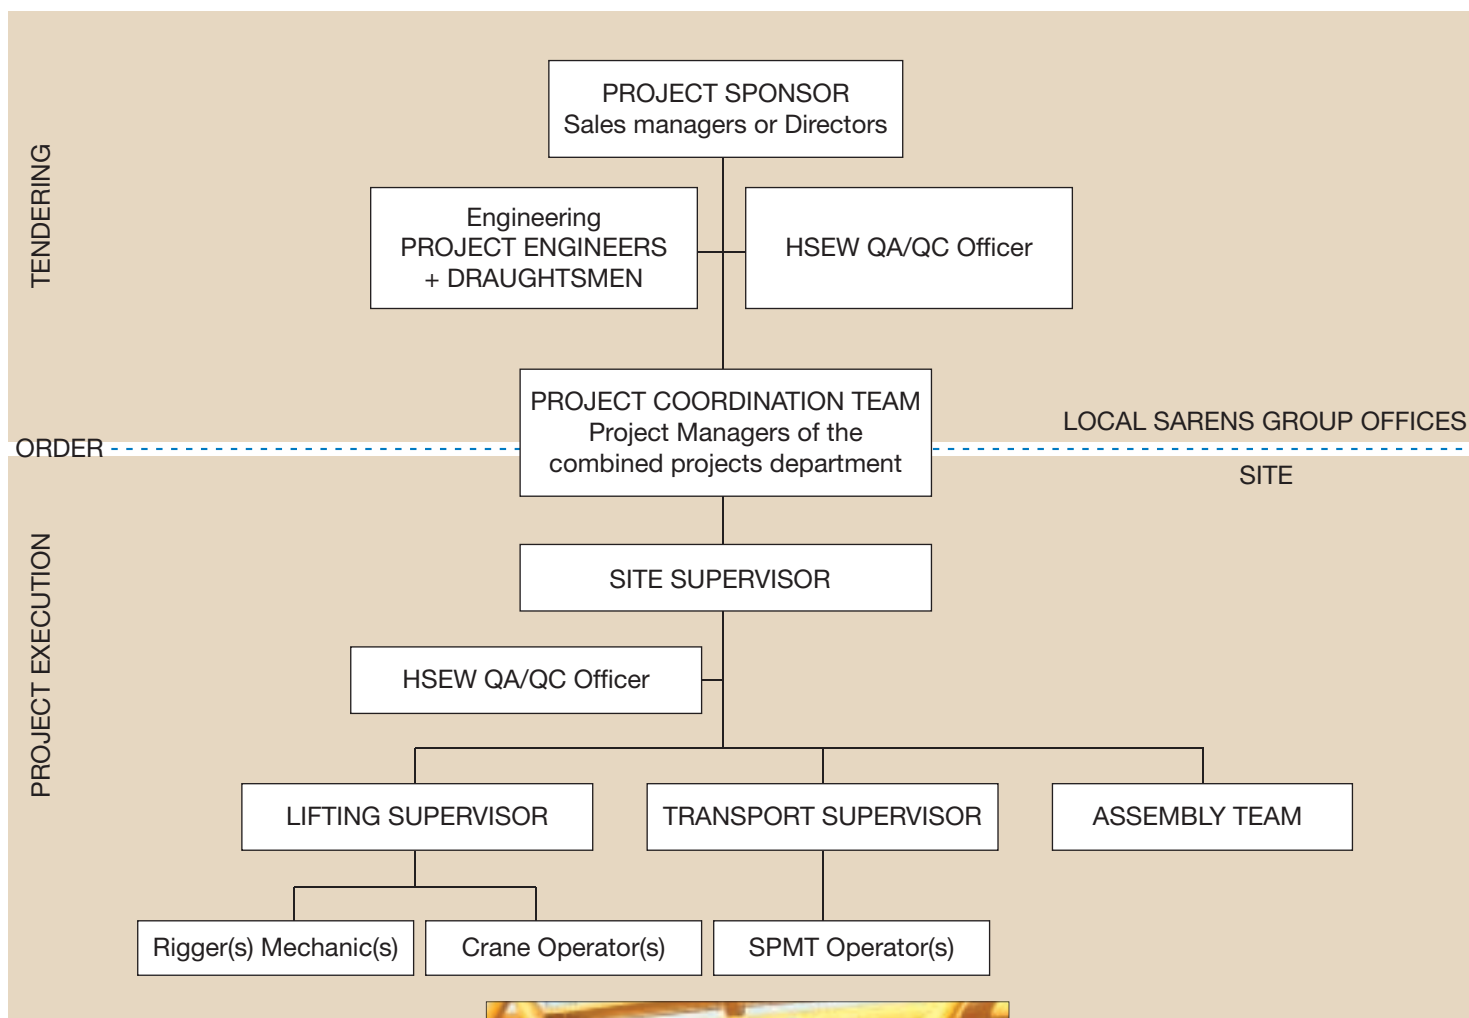 TENDERING
PROJECT SPONSOR
Sales managers or Directors
Engineering
PROJECT ENGINEERS
+ DRAUGHTSMEN
HSEW QA/QC Officer
PROJECT COORDINATION TEAM
Project Managers of the
combined projects department
LOCAL SARENS GROUP OFFICES
ORDER
SITE
PROJECT EXECUTION
SITE SUPERVISOR
HSEW QA/QC Officer
LIFTING SUPERVISOR
TRANSPORT SUPERVISOR
ASSEMBLY TEAM
Rigger(s) Mechanic(s)
Crane Operator(s)
SPMT Operator(s)